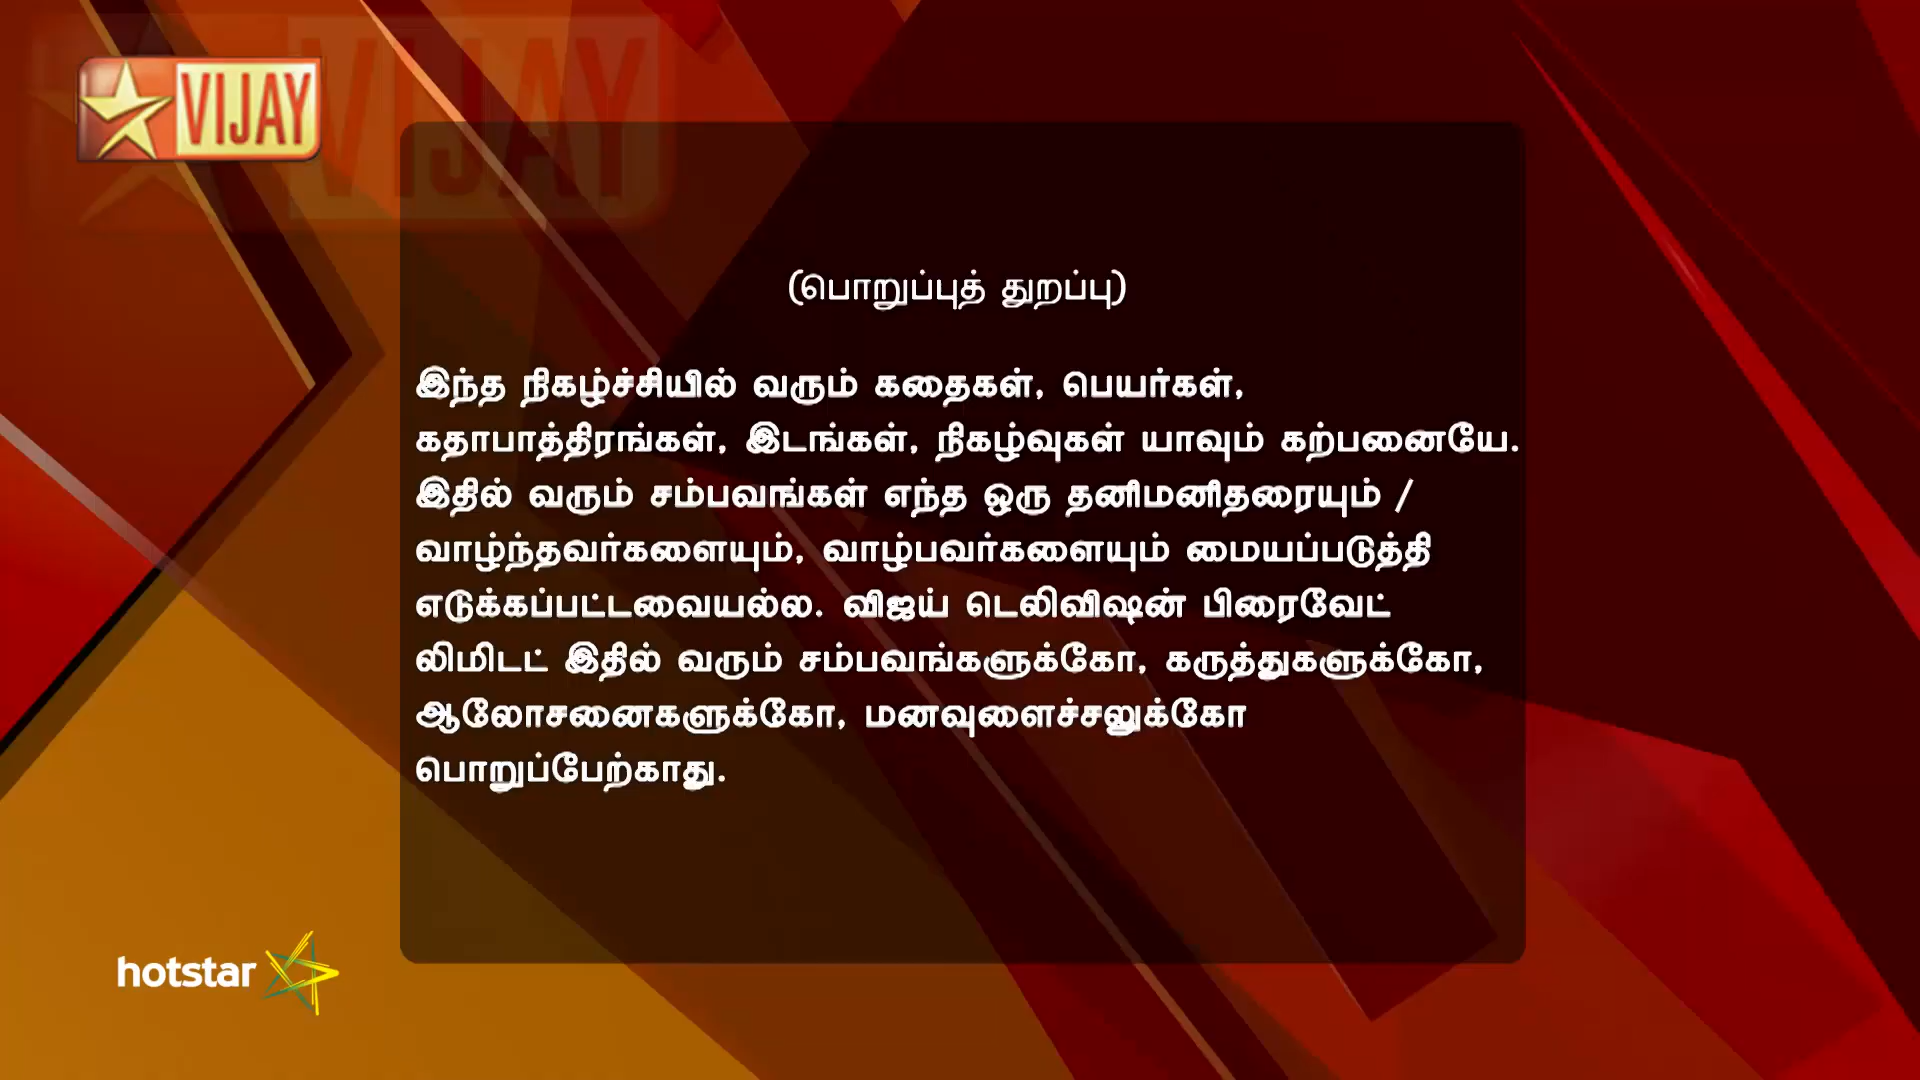 VIJAY
(பொறுப்புத் துறப்பு)
இந்த நிகழ்ச்சியில் வரும் கதைகள், பெயர்கள்,
கதாபாத்திரங்கள், இடங்கள், நிகழ்வுகள் யாவும் கற்பனையே.
இதில் வரும் சம்பவங்கள் எந்த ஒரு தனிமனிதரையும் /
வாழ்ந்தவர்களையும், வாழ்பவர்களையும் மையப்படுத்தி
எடுக்கப்பட்டவையல்ல. விஜய் டெலிவிஷன் பிரைவேட்
லிமிடட் இதில் வரும் சம்பவங்களுக்கோ, கருத்துகளுக்கோ,
ஆலோசனைகளுக்கோ, மனவுளைச்சலுக்கோ
பொறுப்பேற்காது.
hotstar